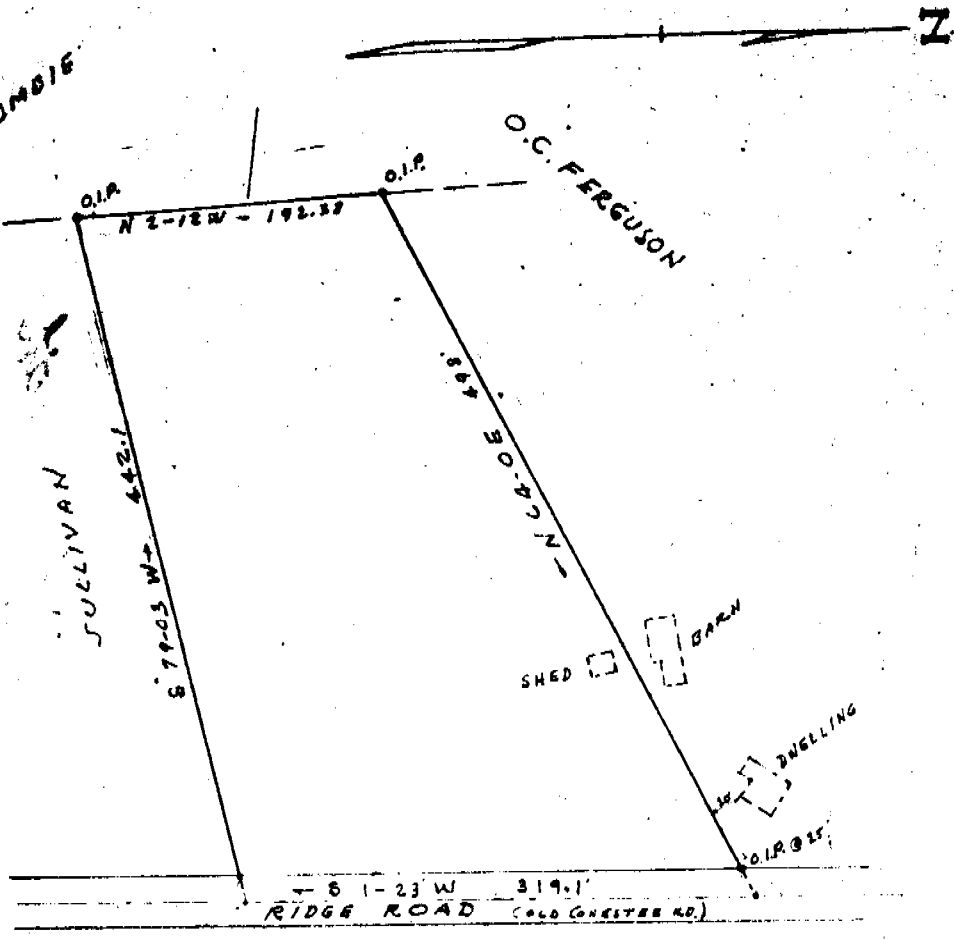 N
O.C. FERGUSON
O.I.P.
O.I.P.
N 2-12 W - 192.38
SULLIVAN
S 79-03 W → 442.1
← N 64-05 E 498.
SHED
BARN
DWELLING
O.I.P. @ 25'
← S 1-23 W 319.1'
RIDGE ROAD (OLD CONESTEE RD.)